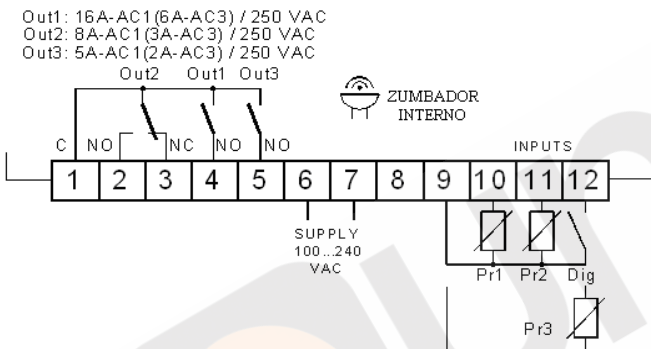 Out1: 16A-AC1(6A-AC3) / 250 VAC
Out2: 8A-AC1(3A-AC3) / 250 VAC
Out3: 5A-AC1(2A-AC3) / 250 VAC
Out2 Out1 Out3
ZUMBADOR
INTERNO
C NO NC NO NO INPUTS
1 2 3 4 5 6 7 8 9 10 11 12
SUPPLY
100...240
VAC
Pr1 Pr2 Dig
Pr3